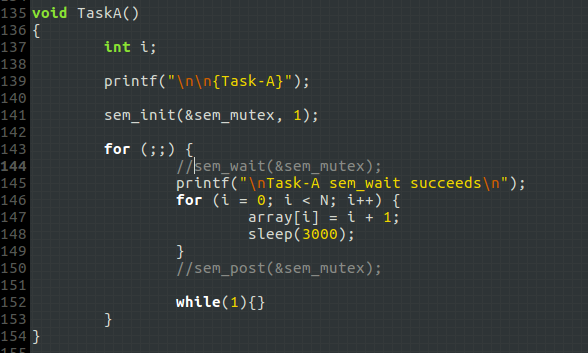 135 void TaskA()
136 {
137         int i;
138
139         printf("\n\n{Task-A}");
140
141         sem_init(&sem_mutex, 1);
142
143         for (;;) {
144                 //sem_wait(&sem_mutex);
145                 printf("\nTask-A sem_wait succeeds\n");
146                 for (i = 0; i < N; i++) {
147                         array[i] = i + 1;
148                         sleep(3000);
149                 }
150                 //sem_post(&sem_mutex);
151
152                 while(1){}
153         }
154 }